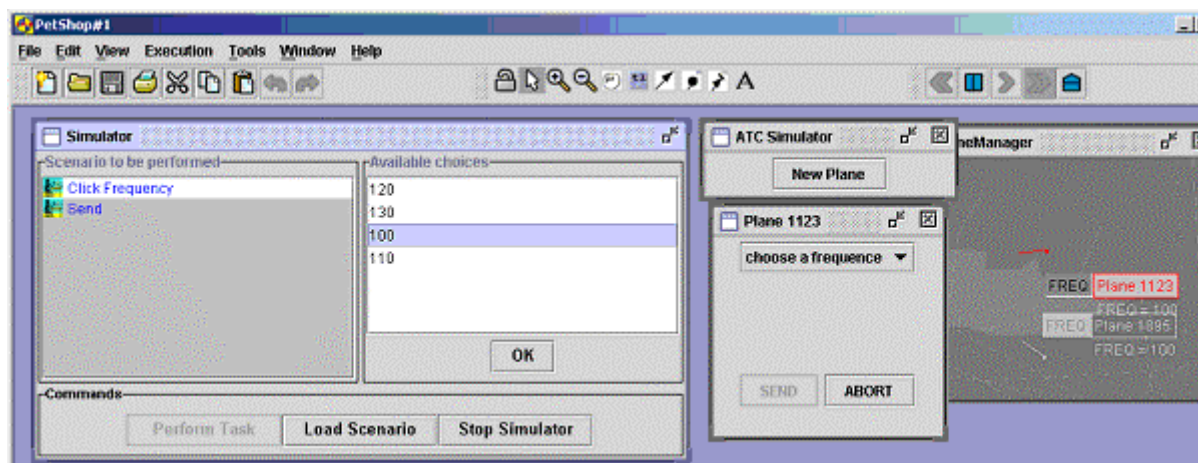 PetShop#1
File Edit View Execution Tools Window Help
A
Simulator
Scenario to be performed
Click Frequency
Send
Available choices
120
130
100
110
OK
Commands
Perform Task Load Scenario Stop Simulator
ATC Simulator
New Plane
neManager
Plane 1123
choose a frequence
SEND ABORT
FREQ Plane 1123
FREQ = 100
FREQ Plane 1895
FREQ = 100